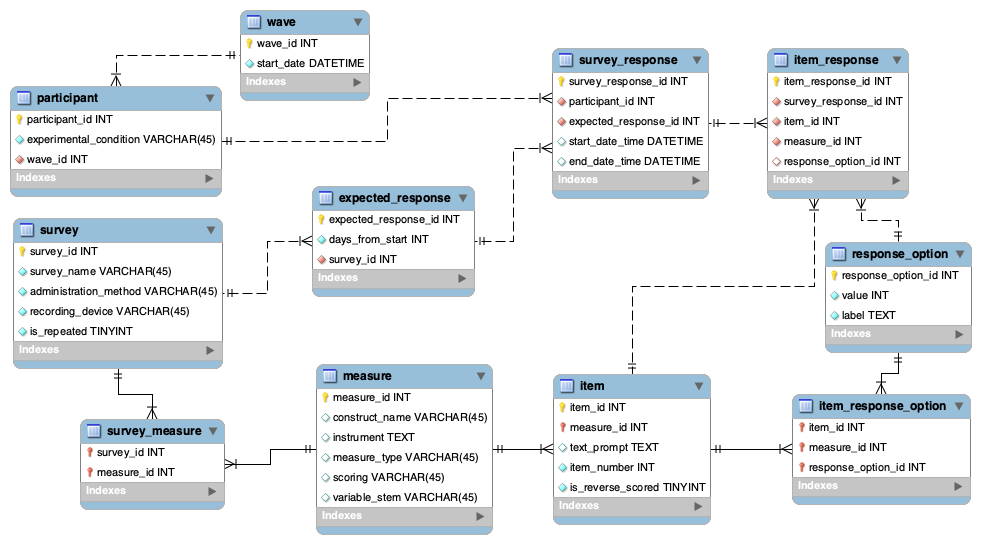 wave
wave_id INT
start_date DATETIME
Indexes
participant
participant_id INT
experimental_condition VARCHAR(45)
wave_id INT
Indexes
survey_response
survey_response_id INT
participant_id INT
expected_response_id INT
start_date_time DATETIME
end_date_time DATETIME
Indexes
item_response
item_response_id INT
survey_response_id INT
item_id INT
measure_id INT
response_option_id INT
Indexes
expected_response
expected_response_id INT
days_from_start INT
survey_id INT
Indexes
survey
survey_id INT
survey_name VARCHAR(45)
administration_method VARCHAR(45)
recording_device VARCHAR(45)
is_repeated TINYINT
Indexes
response_option
response_option_id INT
value INT
label TEXT
Indexes
measure
measure_id INT
construct_name VARCHAR(45)
instrument TEXT
measure_type VARCHAR(45)
scoring VARCHAR(45)
variable_stem VARCHAR(45)
Indexes
item
item_id INT
measure_id INT
text_prompt TEXT
item_number INT
is_reverse_scored TINYINT
Indexes
item_response_option
item_id INT
measure_id INT
response_option_id INT
Indexes
survey_measure
survey_id INT
measure_id INT
Indexes